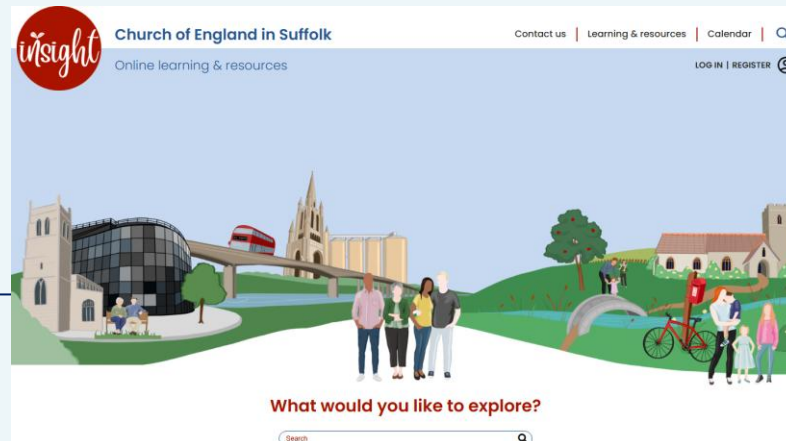 insight
Church of England in Suffolk
Contact us | Learning & resources | Calendar |
Online learning & resources
LOG IN | REGISTER
What would you like to explore?
Search